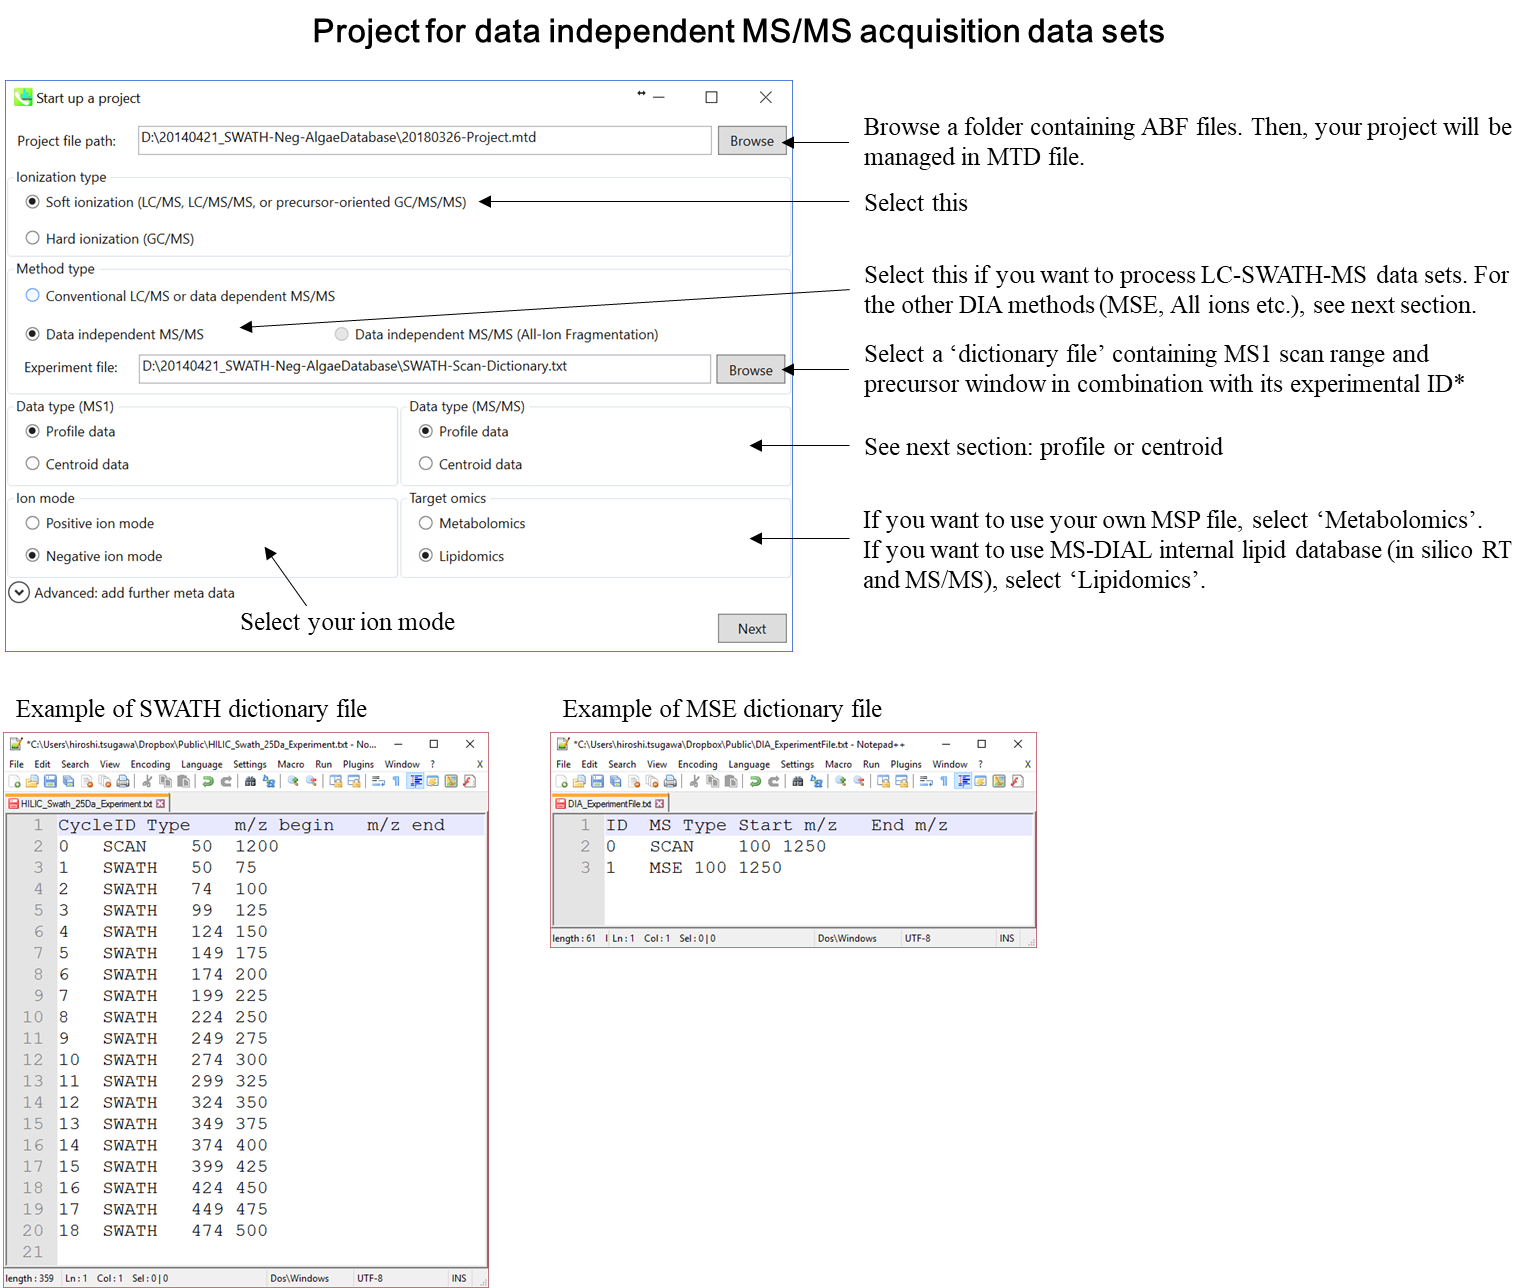 Project for data independent MS/MS acquisition data sets
Start up a project
Project file path:
D:\20140421_SWATH-Neg-AlgaeDatabase\20180326-Project.mtd
Browse
Browse a folder containing ABF files. Then, your project will be
managed in MTD file.
Ionization type
Soft ionization (LC/MS, LC/MS/MS, or precursor-oriented GC/MS/MS)
Select this
Hard ionization (GC/MS)
Method type
Conventional LC/MS or data dependent MS/MS
Select this if you want to process LC-SWATH-MS data sets. For
the other DIA methods (MSE, All ions etc.), see next section.
Data independent MS/MS
Data independent MS/MS (All-Ion Fragmentation)
Experiment file:
D:\20140421_SWATH-Neg-AlgaeDatabase\SWATH-Scan-Dictionary.txt
Browse
Select a ‘dictionary file’ containing MS1 scan range and
precursor window in combination with its experimental ID*
Data type (MS1)
Profile data
Centroid data
Data type (MS/MS)
Profile data
Centroid data
See next section: profile or centroid
Ion mode
Positive ion mode
Negative ion mode
Target omics
Metabolomics
Lipidomics
If you want to use your own MSP file, select ‘Metabolomics’.
If you want to use MS-DIAL internal lipid database (in silico RT
and MS/MS), select ‘Lipidomics’.
Advanced: add further meta data
Select your ion mode
Next
Example of SWATH dictionary file
*C:\Users\hiroshi.tsugawa\Dropbox\Public\HILIC_Swath_25Da_Experiment.txt - No...
File Edit Search View Encoding Language Settings Macro Run Plugins Window ? X
HILIC_Swath_25Da_Experiment.txt
1 CycleID Type m/z begin m/z end
2 0 SCAN 50 1200
3 1 SWATH 50 75
4 2 SWATH 74 100
5 3 SWATH 99 125
6 4 SWATH 124 150
7 5 SWATH 149 175
8 6 SWATH 174 200
9 7 SWATH 199 225
10 8 SWATH 224 250
11 9 SWATH 249 275
12 10 SWATH 274 300
13 11 SWATH 299 325
14 12 SWATH 324 350
15 13 SWATH 349 375
16 14 SWATH 374 400
17 15 SWATH 399 425
18 16 SWATH 424 450
19 17 SWATH 449 475
20 18 SWATH 474 500
21
length : 359 Ln : 1 Col : 1 Sel : 0 | 0 Dos\Windows UTF-8 INS
Example of MSE dictionary file
*C:\Users\hiroshi.tsugawa\Dropbox\Public\DIA_ExperimentFile.txt - Notepad++
File Edit Search View Encoding Language Settings Macro Run Plugins Window ? X
DIA_ExperimentFile.txt
1 ID MS Type Start m/z End m/z
2 0 SCAN 100 1250
3 1 MSE 100 1250
length : 61 l Ln : 1 Col : 1 Sel : 0 | 0 Dos\Windows UTF-8 INS